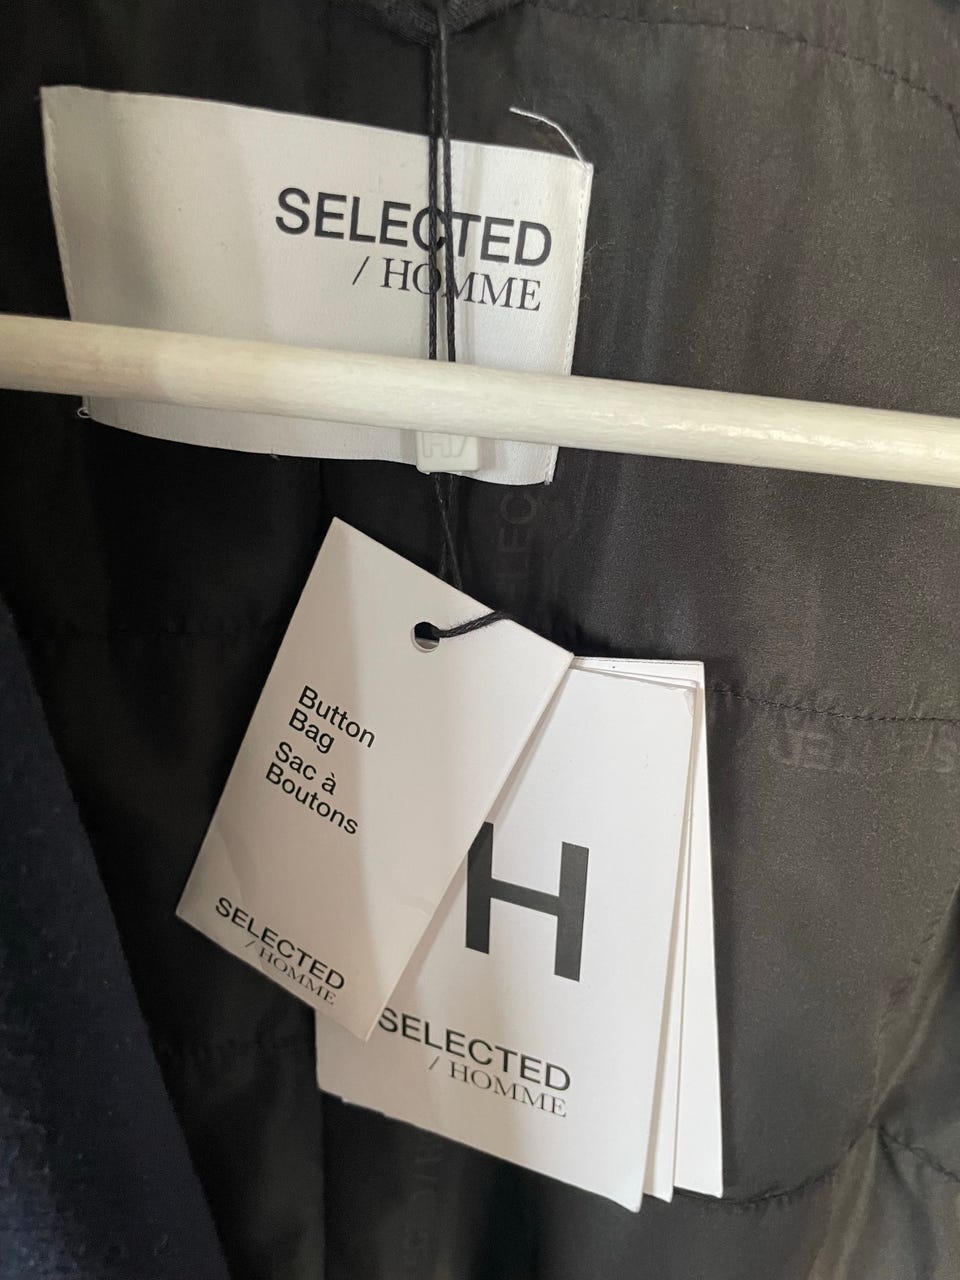 SELECTED
/ HOMME
H/
Button
Bag
Sac à
Boutons
SELECTED
/ HOMME
H
SELECTED
/ HOMME